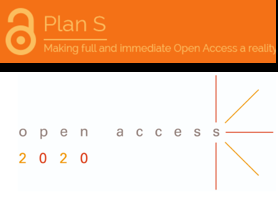 Plan S
Making full and immediate Open Access a reality
open access
2020